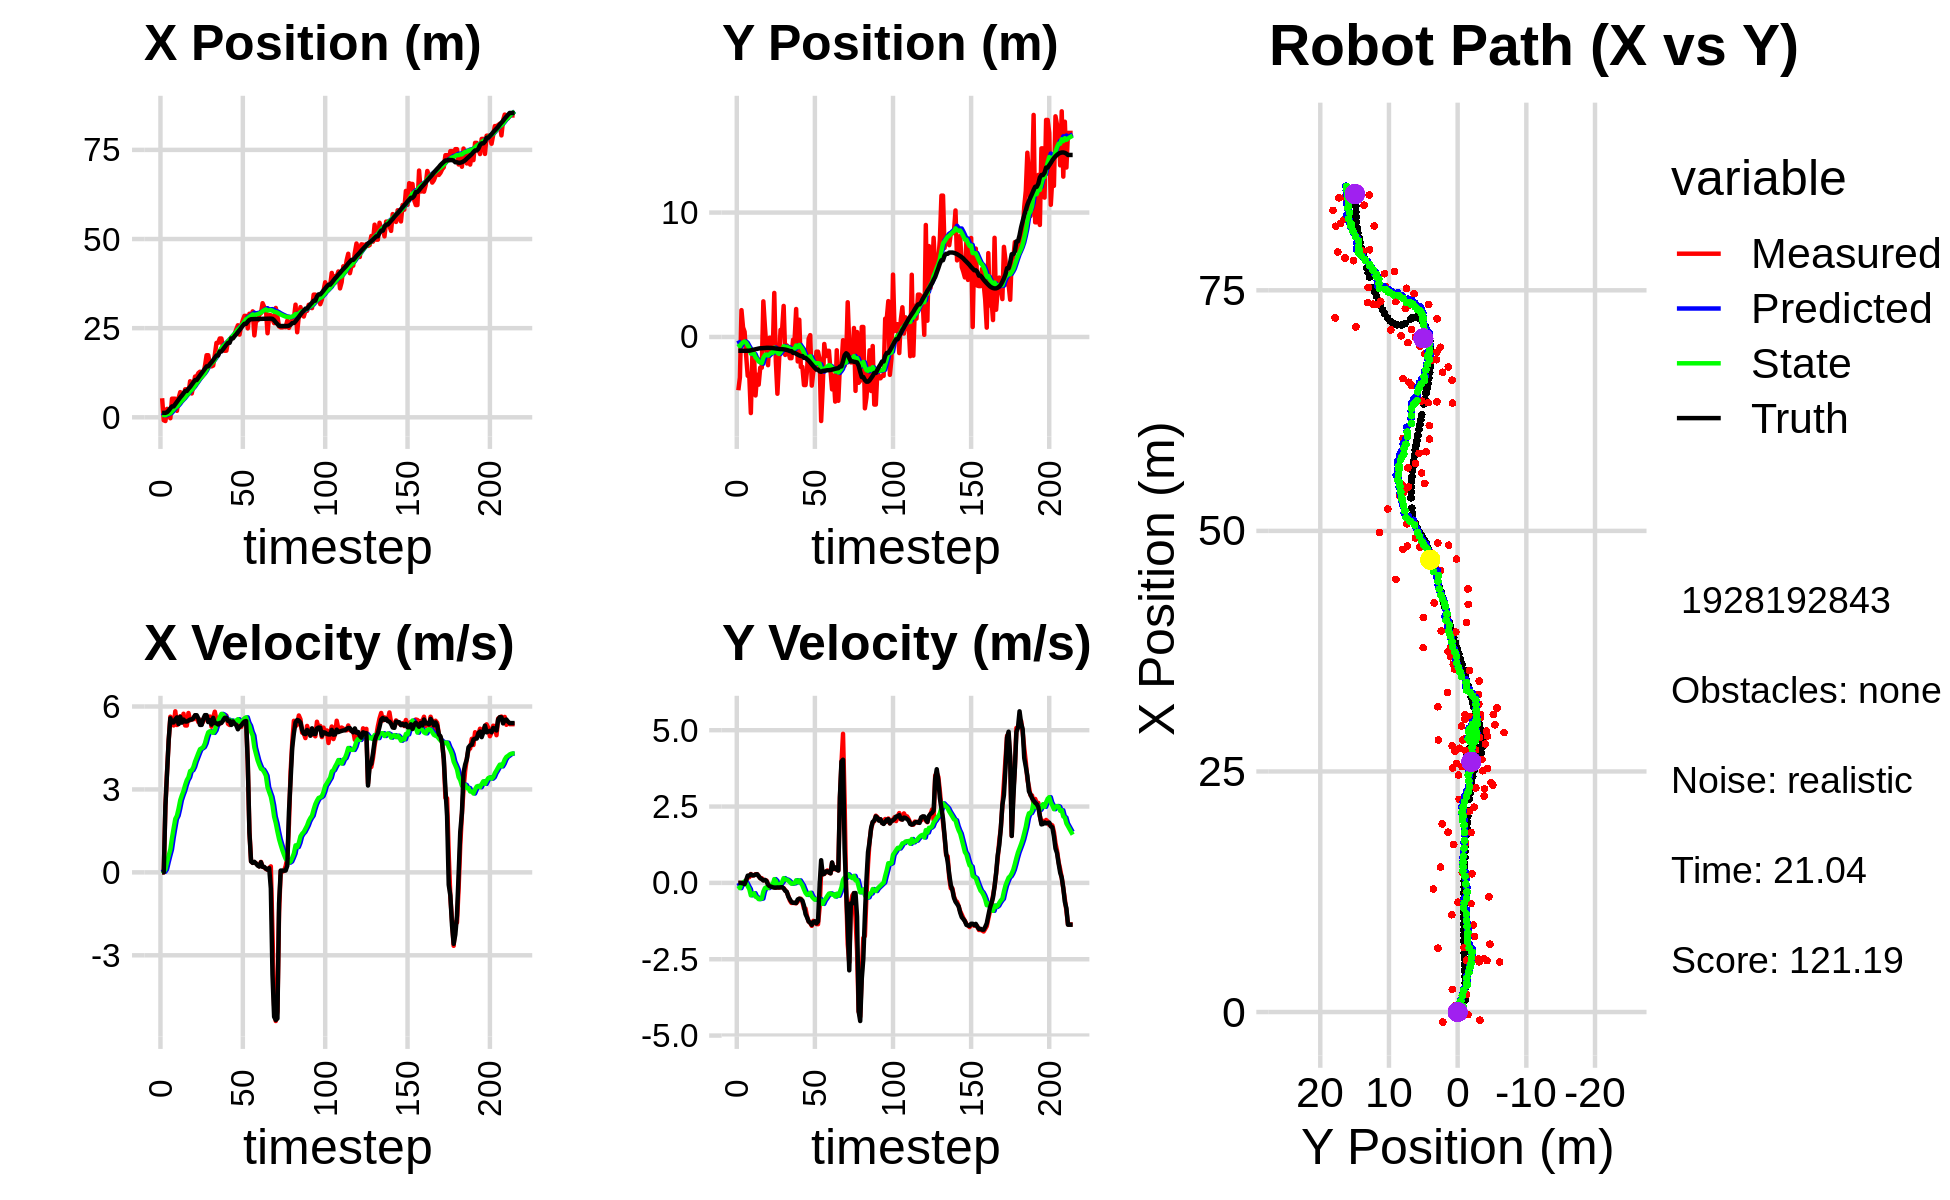 X Position (m)
75
50
25
0
0
50
100
150
200
timestep
Y Position (m)
10
0
0
50
100
150
200
timestep
X Velocity (m/s)
6
3
0
-3
0
50
100
150
200
timestep
Y Velocity (m/s)
5.0
2.5
0.0
-2.5
-5.0
0
50
100
150
200
timestep
Robot Path (X vs Y)
X Position (m)
75
50
25
0
20 10 0 -10 -20
Y Position (m)
variable
Measured
Predicted
State
Truth
1928192843
Obstacles: none
Noise: realistic
Time: 21.04
Score: 121.19